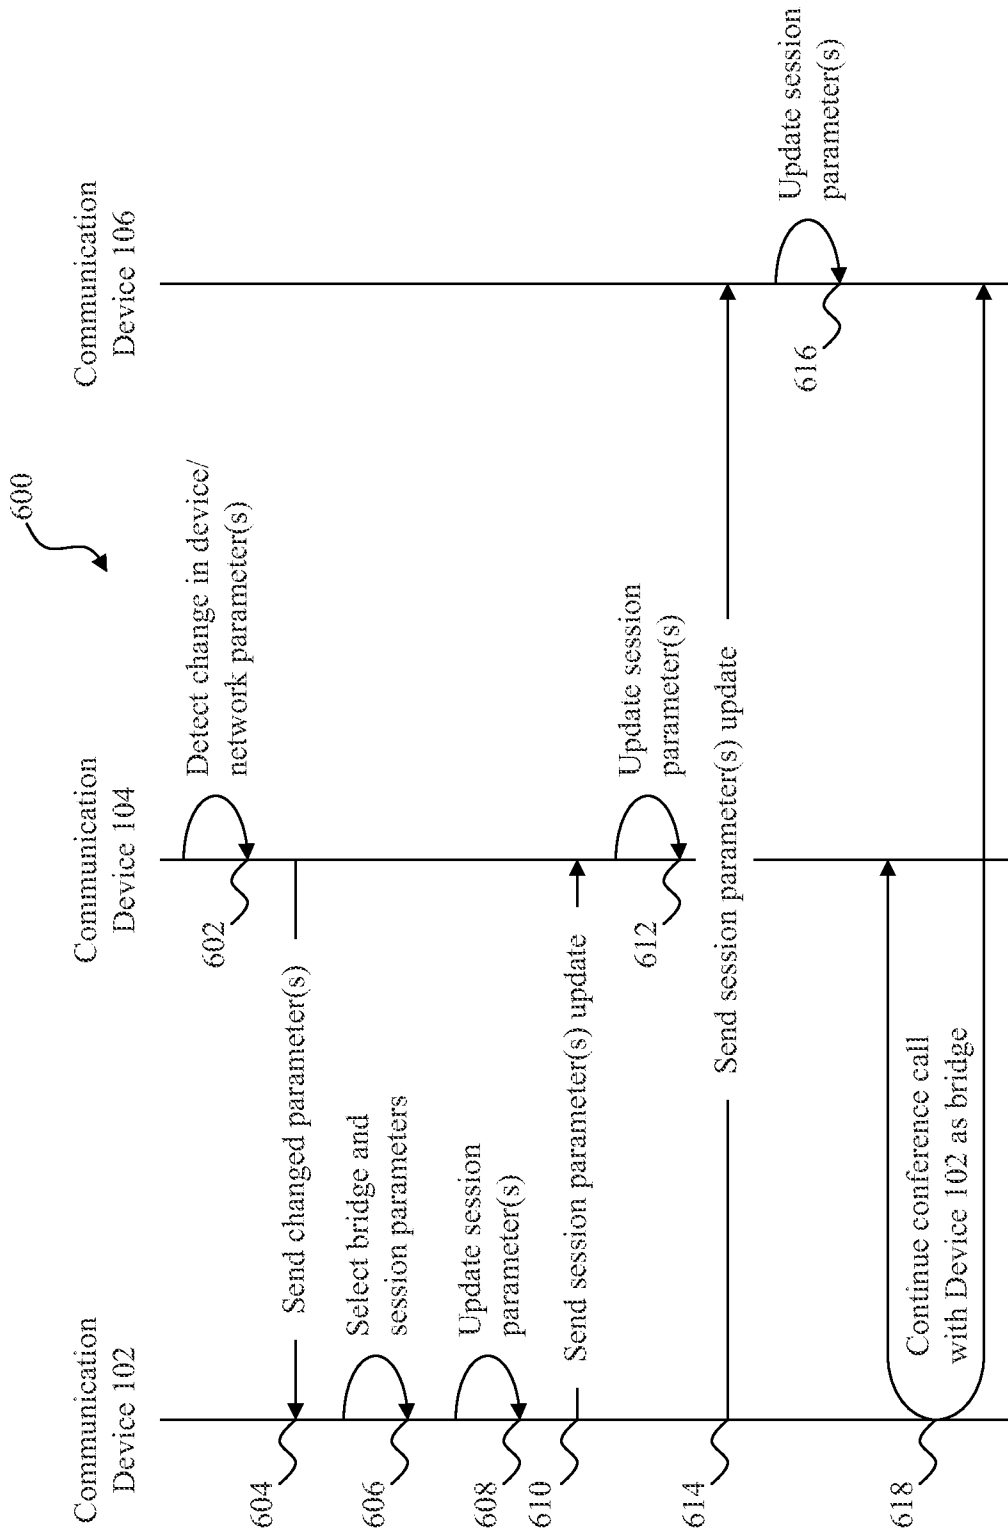 600
Communication
Device 102
Communication
Device 104
Communication
Device 106
Detect change in device/
network parameter(s)
602
Send changed parameter(s)
604
Select bridge and
session parameters
606
Update session
parameter(s)
608
Send session parameter(s) update
610
Update session
parameter(s)
612
Send session parameter(s) update
614
Update session
parameter(s)
616
Continue conference call
with Device 102 as bridge
618